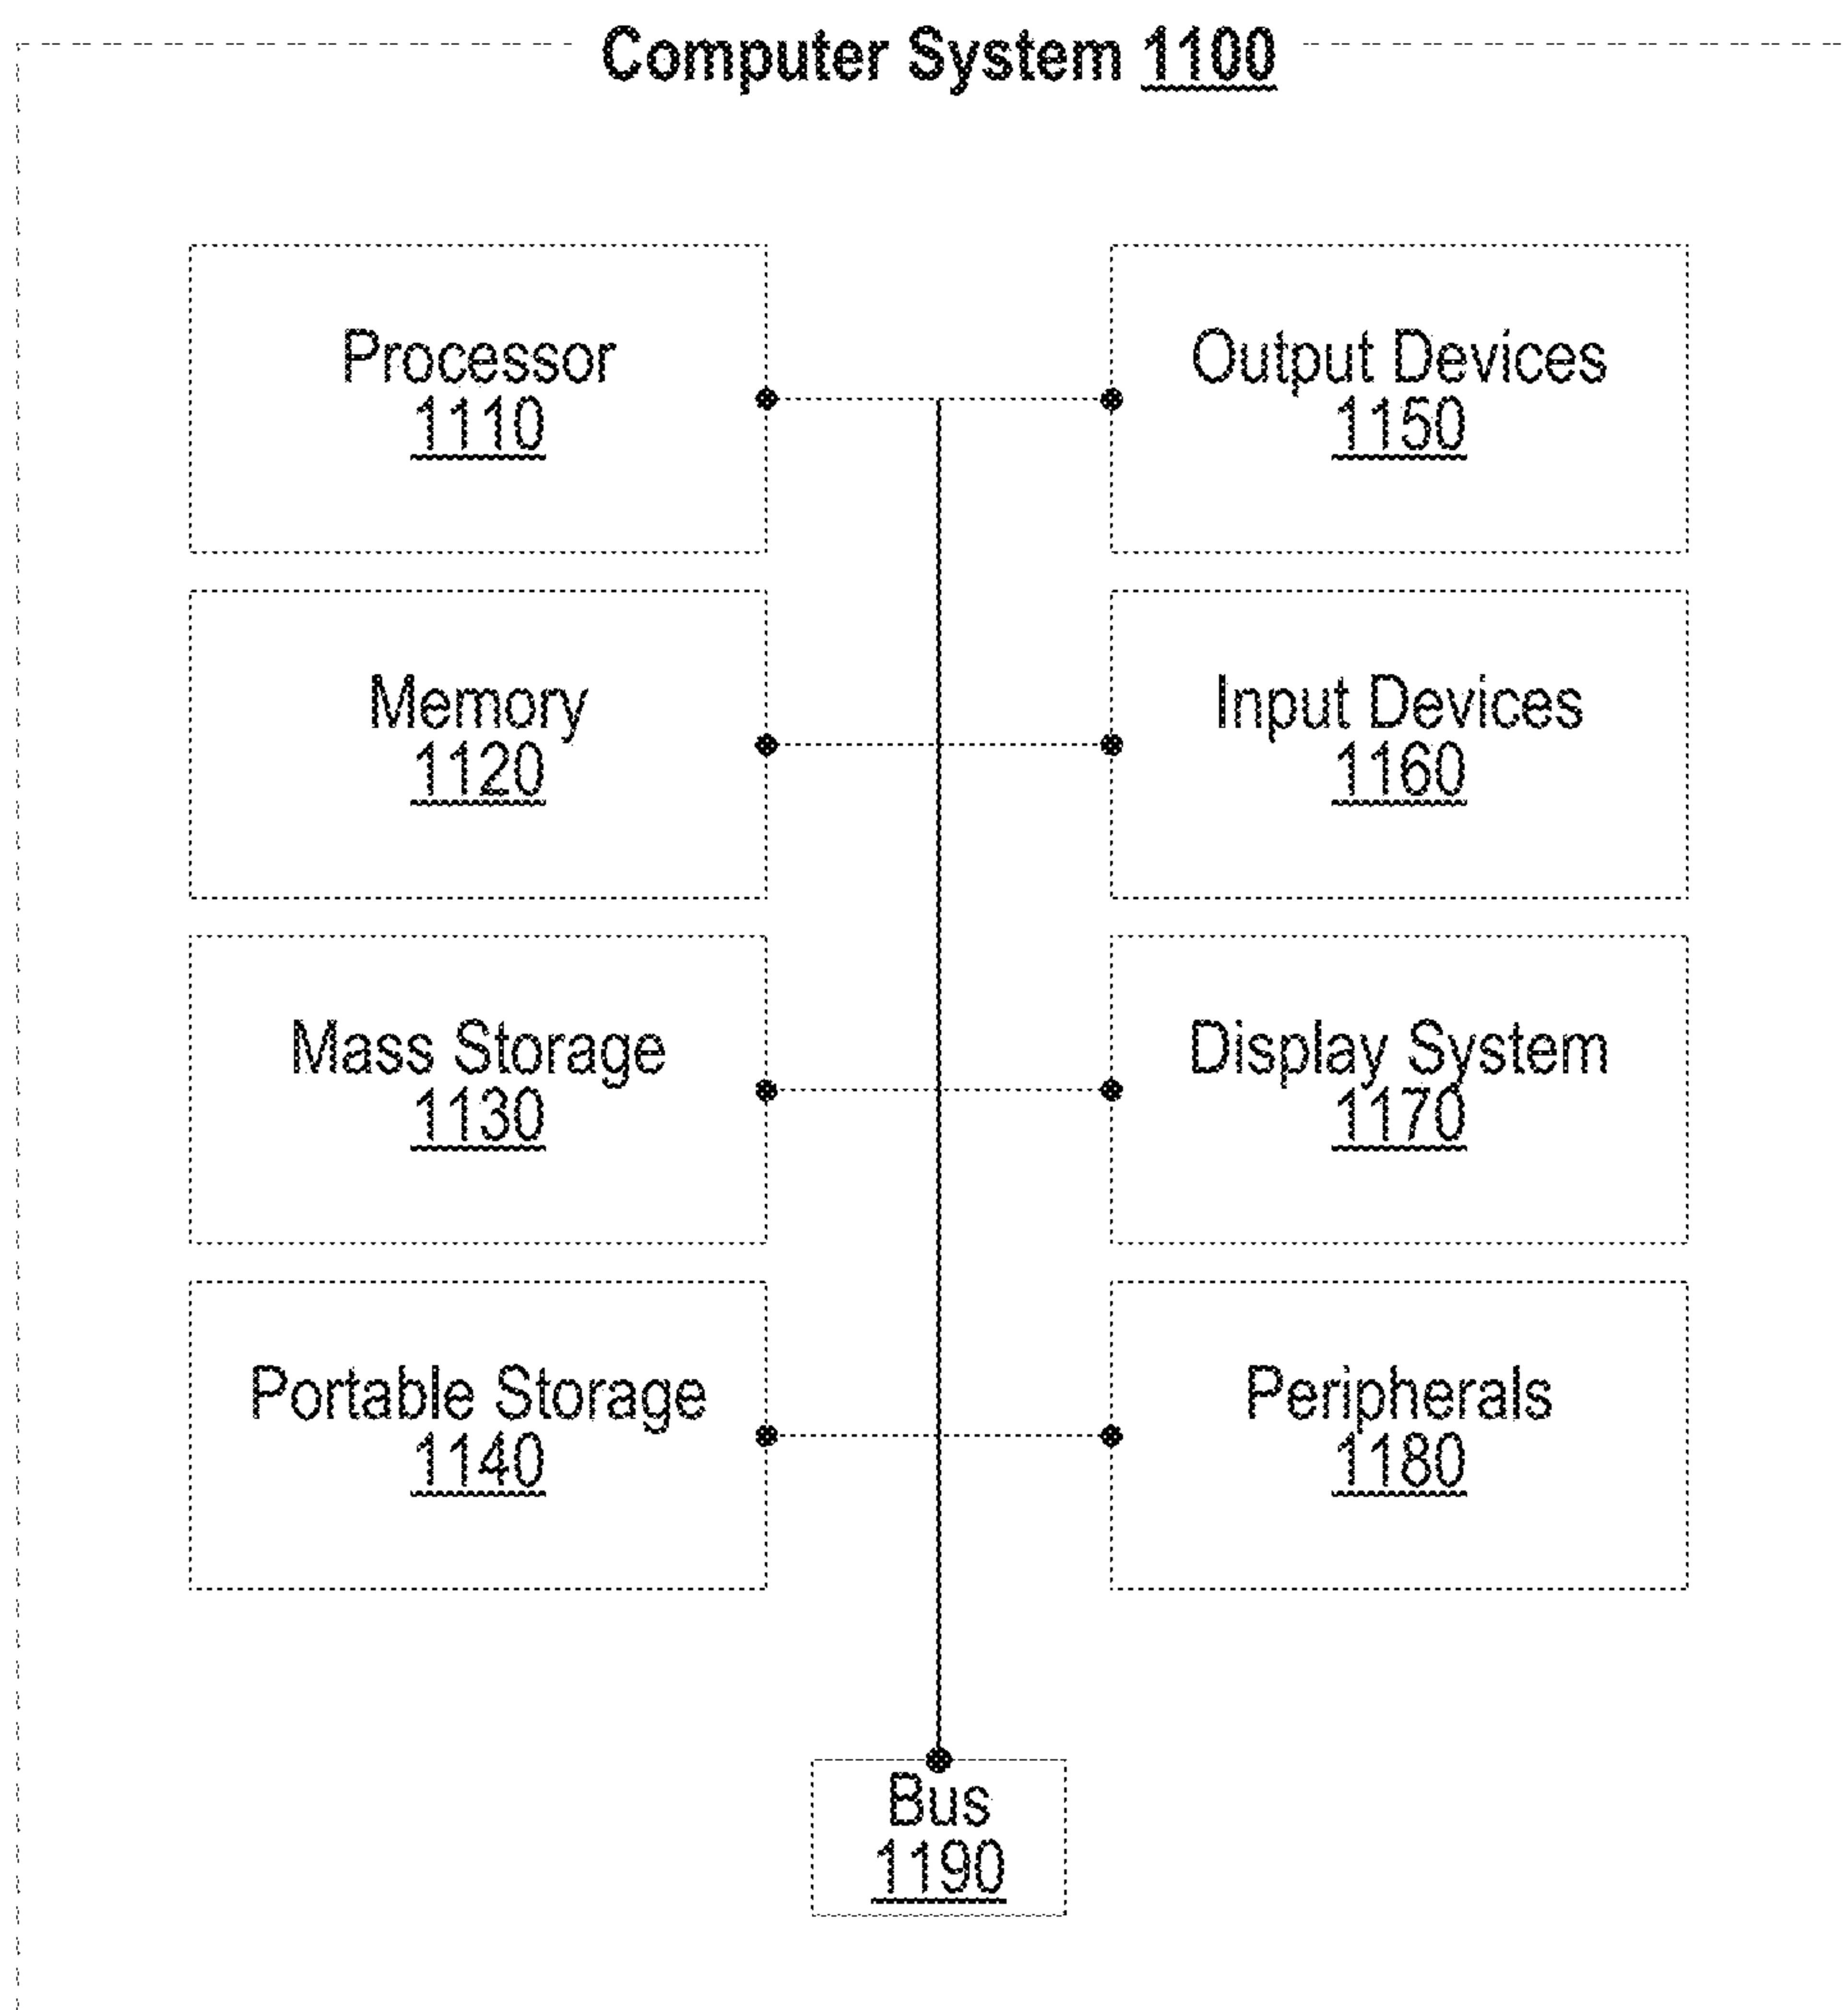 Computer System 1100
Processor
1110
Output Devices
1150
Memory
1120
Input Devices
1160
Mass Storage
1130
Display System
1170
Portable Storage
1140
Peripherals
1180
Bus
1190